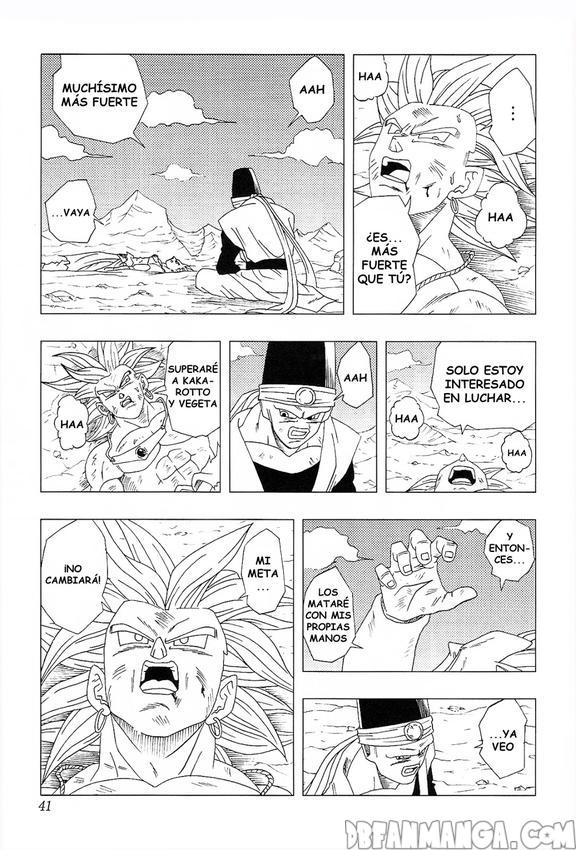 HAA
...
HAA
¿ES...
MÁS
FUERTE
QUE TÚ?
AAH
MUCHÍSIMO
MÁS FUERTE
...VAYA
SOLO ESTOY
INTERESADO
EN LUCHAR...
HAA
HAA
AAH
SUPERARÉ
A KAKA-
ROTTO
Y VEGETA
HAA
Y
ENTON-
CES...
LOS
MATARÉ
CON MIS
PROPIAS
MANOS
...YA
VEO
MI
META
...
¡NO
CAMBIARÁ!
41
DBFANMANGA.COM